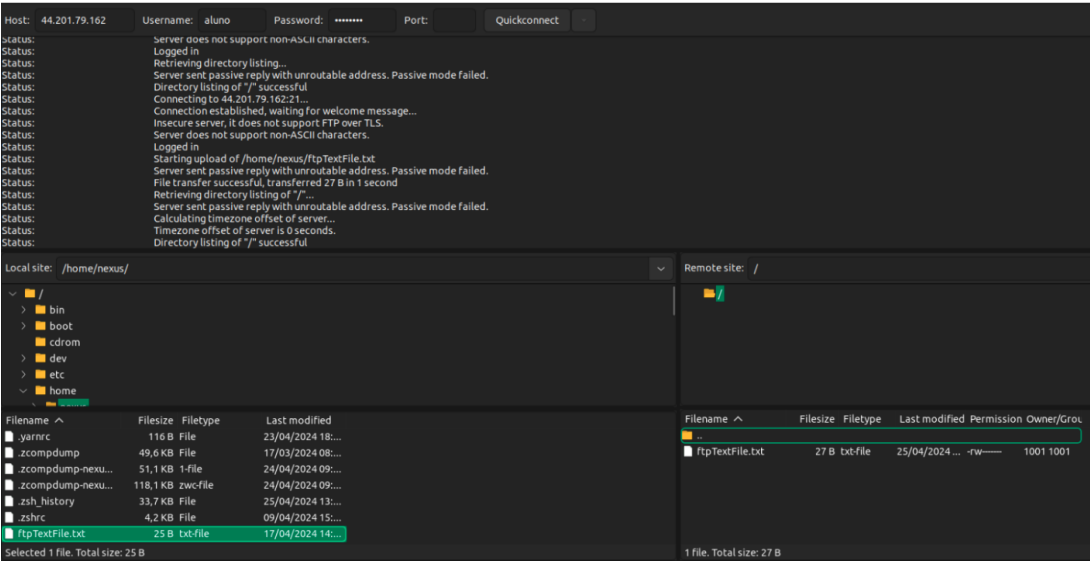 Host: 44.201.79.162 Username: aluno Password: •••••••• Port: Quickconnect
Status: Server does not support non-ASCII characters.
Status: Logged in
Status: Retrieving directory listing...
Status: Server sent passive reply with unroutable address. Passive mode failed.
Status: Directory listing of "/" successful
Status: Connecting to 44.201.79.162:21...
Status: Connection established, waiting for welcome message...
Status: Insecure server, it does not support FTP over TLS.
Status: Server does not support non-ASCII characters.
Status: Logged in
Status: Starting upload of /home/nexus/ftpTextFile.txt
Status: Server sent passive reply with unroutable address. Passive mode failed.
Status: File transfer successful, transferred 27 B in 1 second
Status: Retrieving directory listing of "/"...
Status: Server sent passive reply with unroutable address. Passive mode failed.
Status: Calculating timezone offset of server...
Status: Timezone offset of server is 0 seconds.
Status: Directory listing of "/" successful
Local site: /home/nexus/
/
bin
boot
cdrom
dev
etc
home
Filename Filesize Filetype Last modified
.yarnrc 116 B File 23/04/2024 18:...
.zcompdump 49,6 KB File 17/03/2024 08:...
.zcompdump-nexu... 51,1 KB 1-file 24/04/2024 09:...
.zcompdump-nexu... 118,1 KB zwc-file 24/04/2024 09:...
.zsh_history 33,7 KB File 25/04/2024 13:...
.zshrc 4,2 KB File 09/04/2024 15:...
ftpTextFile.txt 25 B txt-file 17/04/2024 14:...
Selected 1 file. Total size: 25 B
Remote site: /
/
Filename Filesize Filetype Last modified Permission Owner/Grou
..
ftpTextFile.txt 27 B txt-file 25/04/2024 ... -rw------- 1001 1001
1 file. Total size: 27 B